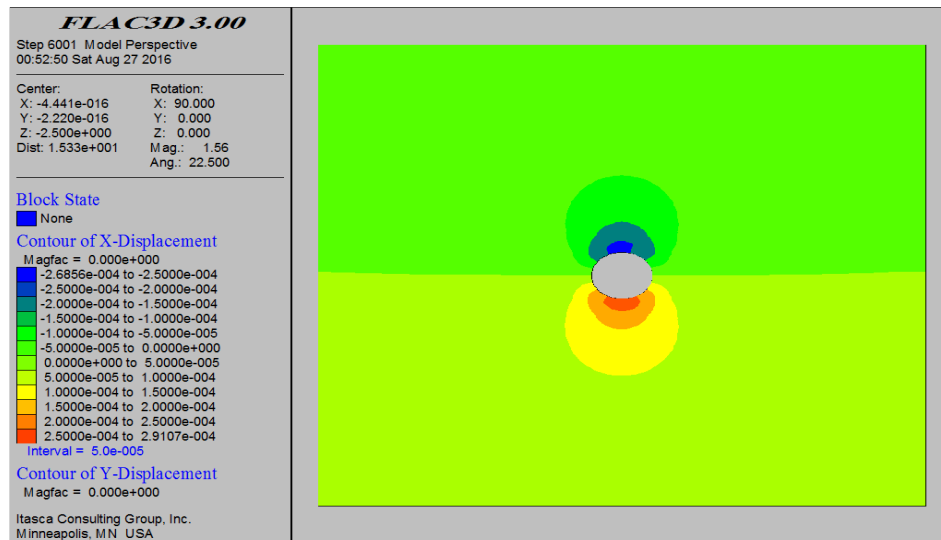 FLAC3D 3.00
Step 6001 Model Perspective
00:52:50 Sat Aug 27 2016
Center: Rotation:
X: -4.441e-016 X: 90.000
Y: -2.220e-016 Y: 0.000
Z: -2.500e+000 Z: 0.000
Dist: 1.533e+001 Mag.: 1.56
Ang.: 22.500
Block State
None
Contour of X-Displacement
Magfac = 0.000e+000
-2.6856e-004 to -2.5000e-004
-2.5000e-004 to -2.0000e-004
-2.0000e-004 to -1.5000e-004
-1.5000e-004 to -1.0000e-004
-1.0000e-004 to -5.0000e-005
-5.0000e-005 to 0.0000e+000
0.0000e+000 to 5.0000e-005
5.0000e-005 to 1.0000e-004
1.0000e-004 to 1.5000e-004
1.5000e-004 to 2.0000e-004
2.0000e-004 to 2.5000e-004
2.5000e-004 to 2.9107e-004
Interval = 5.0e-005
Contour of Y-Displacement
Magfac = 0.000e+000
Itasca Consulting Group, Inc.
Minneapolis, MN USA